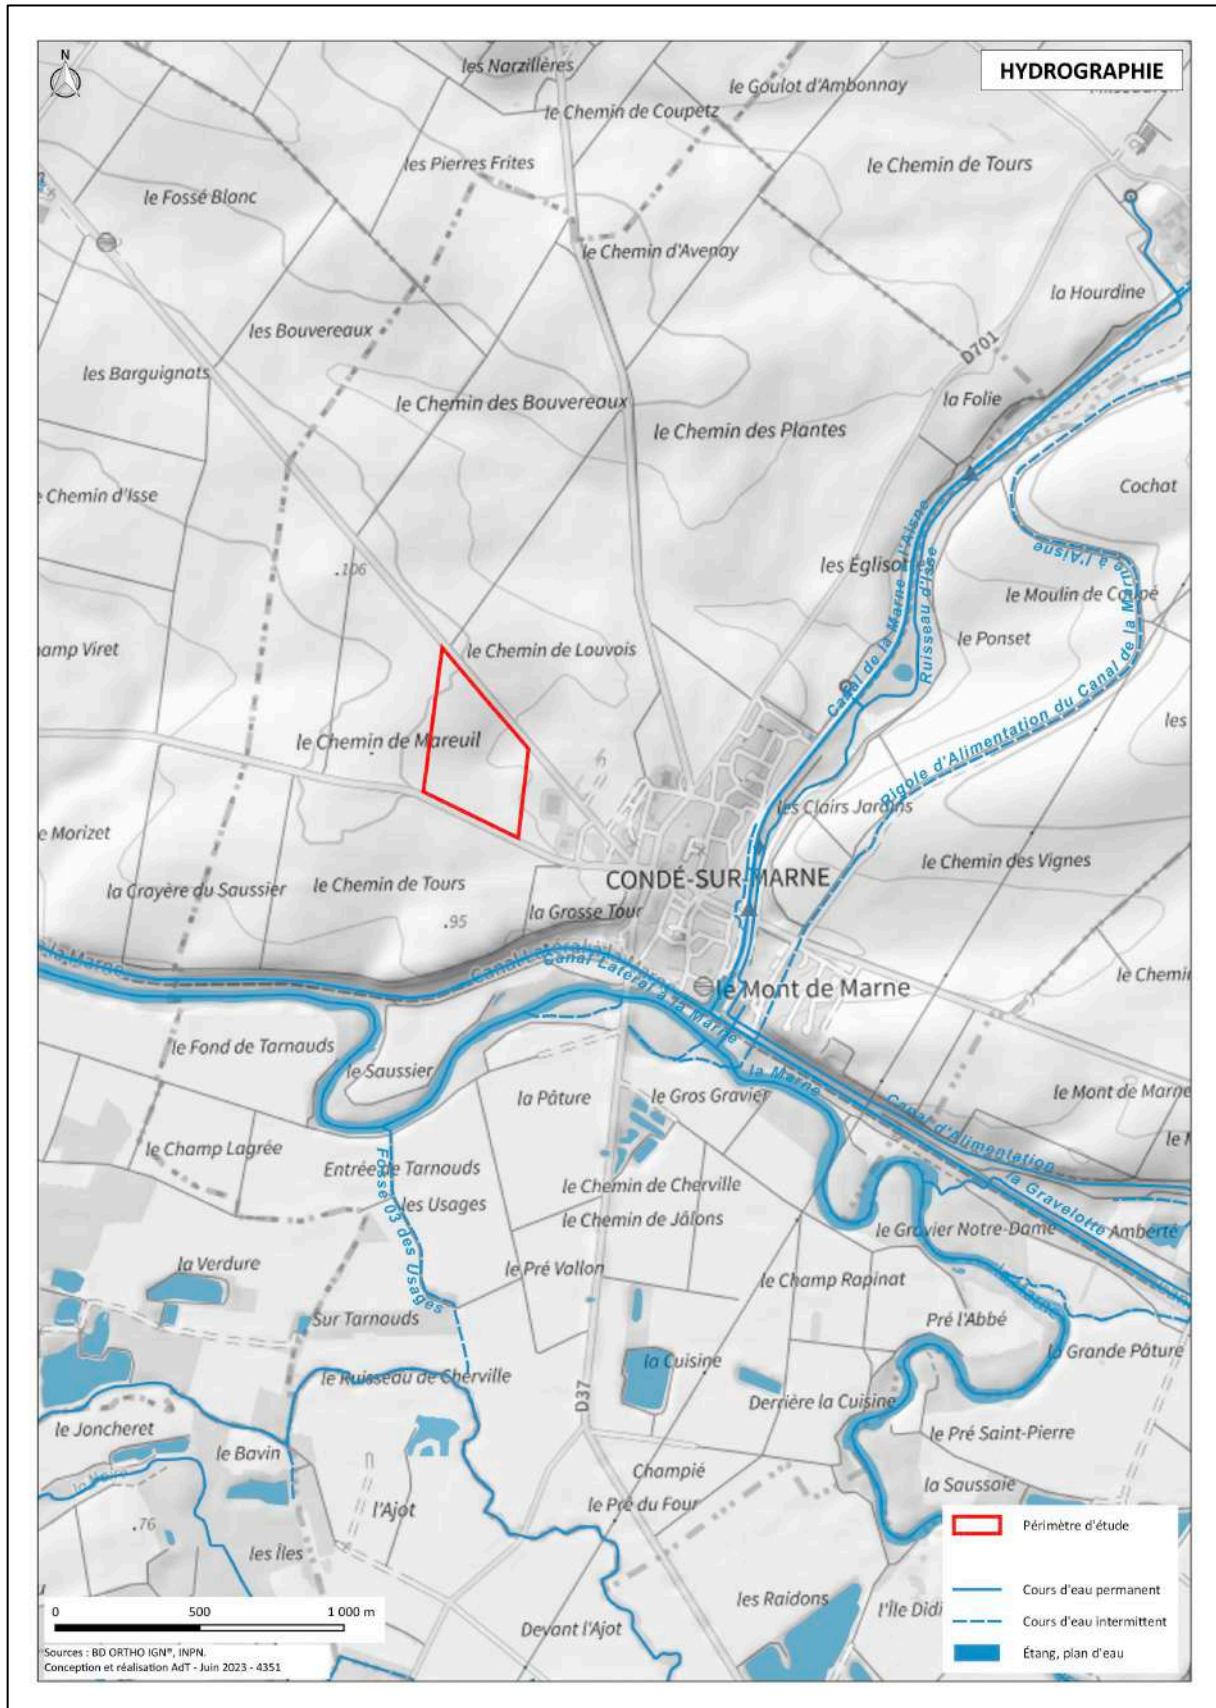 N
HYDROGRAPHIE
les Narzillères
le Goulot d'Ambonnay
le Chemin de Coupetz
les Pierres Frites
le Chemin de Tours
le Fossé Blanc
le Chemin d'Avenay
la Hourdine
les Bouvereaux
D701
les Barguignats
la Folie
le Chemin des Bouvereaux
le Chemin des Plantes
Cochat
Chemin d'Isse
.106
Canal de la Marne à l'Aisne
Ruisseau d'Isse
le Moulin de Coupé
le Ponset
le Chemin de Louvois
amp Viret
les
le Chemin de Mareuil
Rigole d'Alimentation du Canal de la Marne à l'Aisne
les Clairs Jardins
e Morizet
le Chemin des Vignes
CONDÉ-SUR-MARNE
la Crayère du Saussier
le Chemin de Tours
la Grosse Tour
.95
à la Marne
Canal Latéral à la Marne
le Chemi
le Mont de Marne
le Fond de Tarnauds
le Saussier
la Marne
la Pâture
le Gros Gravier
le Mont de Marne
Canal d'Alimentation
le Champ Lagrée
Entrée de Tarnauds
Fossé 03 des Usages
les Usages
le Chemin de Cherville
le Chemin de Jâlons
la Gravelotte
le Gravier Notre-Dame
Amberté
la Verdure
le Pré Vallon
le Champ Rapinat
la Marne
Sur Tarnauds
Pré l'Abbé
la Grande Pâture
la Cuisine
le Ruisseau de Cherville
D37
Derrière la Cuisine
le Joncheret
le Bavin
le Pré Saint-Pierre
Champié
la Saussaie
l'Ajot
le Pré du Four
.76
les Îles
les Raidons
l'Île Didi
Devant l'Ajot
Périmètre d'étude
Cours d'eau permanent
Cours d'eau intermittent
Étang, plan d'eau
0 500 1 000 m
Sources : BD ORTHO IGN®, INPN.
Conception et réalisation AdT - Juin 2023 - 4351